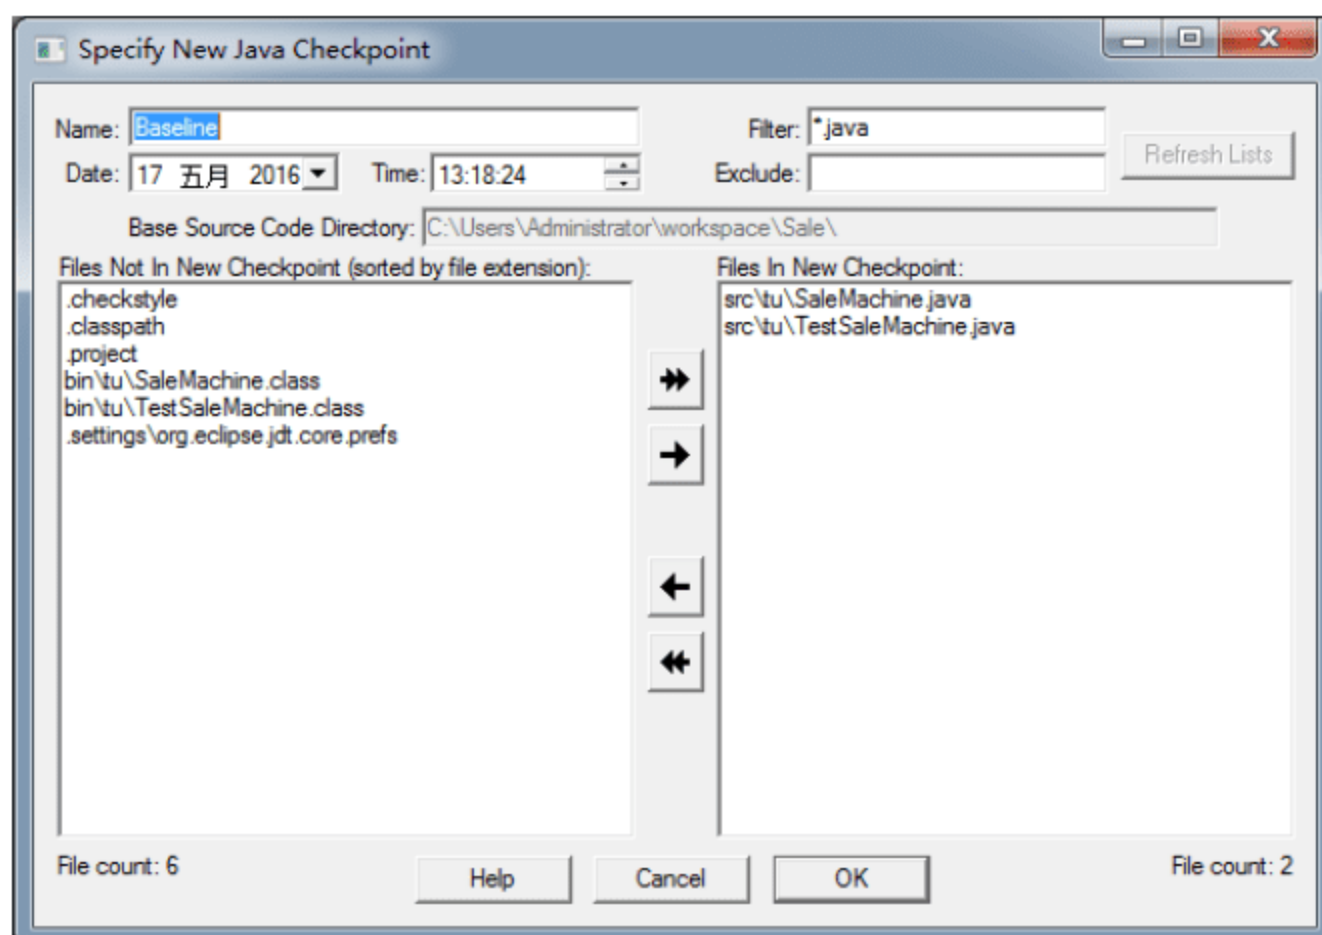 Specify New Java Checkpoint
Name: Baseline Filter: *.java
Refresh Lists
Date: 17 五月 2016 Time: 13:18:24 Exclude:
Base Source Code Directory: C:\Users\Administrator\workspace\Sale\
Files Not In New Checkpoint (sorted by file extension):
.checkstyle
.classpath
.project
bin\tu\SaleMachine.class
bin\tu\TestSaleMachine.class
.settings\org.eclipse.jdt.core.prefs
Files In New Checkpoint:
src\tu\SaleMachine.java
src\tu\TestSaleMachine.java
File count: 6
Help Cancel OK
File count: 2